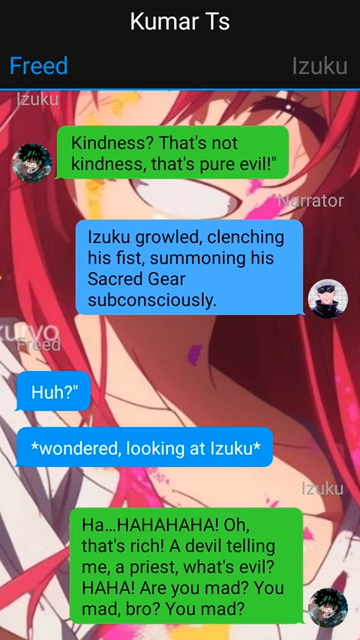 Kumar Ts
Freed
Izuku
Izuku
Kindness? That's not
kindness, that's pure evil!"
Narrator
Izuku growled, clenching
his fist, summoning his
Sacred Gear
subconsciously.
Freed
Huh?"
*wondered, looking at Izuku*
Izuku
Ha…HAHAHAHA! Oh,
that's rich! A devil telling
me, a priest, what's evil?
HAHA! Are you mad? You
mad, bro? You mad?